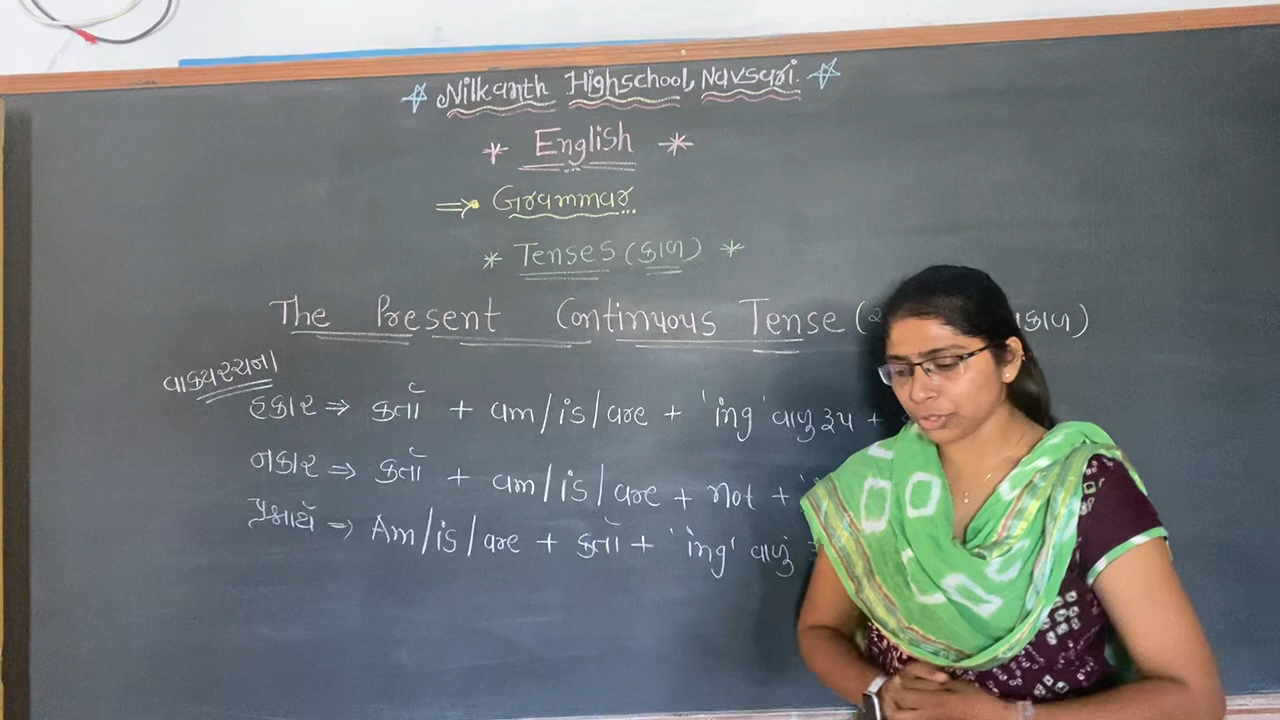 Nilkanth Highschool, Navsari.
* English *
⇒ Grammar
* Tenses (કાળ) *
The Present Continuous Tense ( કાળ)
વાક્યરચના
હકાર ⇒ કર્તા + am/is/are + 'ing' વાળુ રૂપ +
નકાર ⇒ કર્તા + am/is/are + not +
પ્રશ્નાર્થ ⇒ Am/is/are + કર્તા + 'ing' વાળું